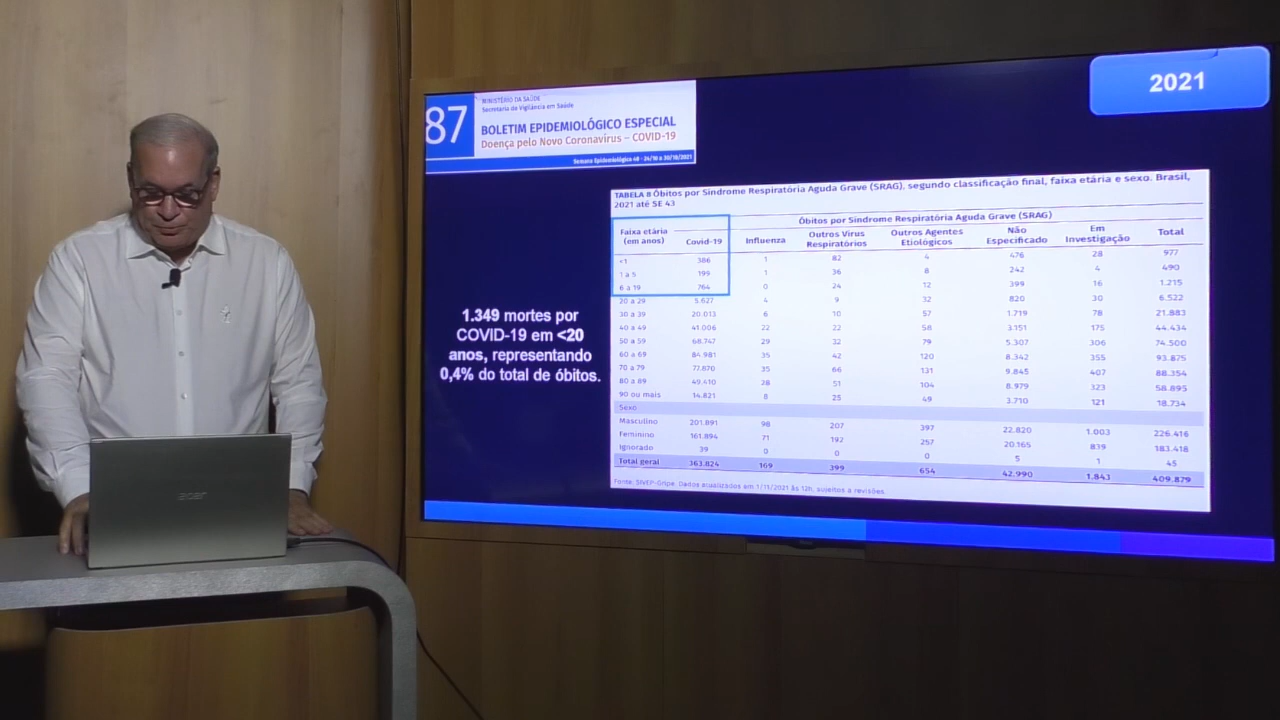 2021
87
MINISTÉRIO DA SAÚDE
Secretaria de Vigilância em Saúde
BOLETIM EPIDEMIOLÓGICO ESPECIAL
Doença pelo Novo Coronavírus – COVID-19
1.349 mortes por
COVID-19 em <20
anos, representando
0,4% do total de óbitos.
TABELA 8 Óbitos por Síndrome Respiratória Aguda Grave (SRAG), segundo classificação final, faixa etária e sexo. Brasil,
2021 até SE 43
Óbitos por Síndrome Respiratória Aguda Grave (SRAG)
Faixa etária (em anos) Covid-19 Influenza Outros Vírus Respiratórios Outros Agentes Etiológicos Não Especificado Em Investigação Total
<1 386 1 82 4 476 28 977
1 a 5 199 1 36 8 242 4 490
6 a 19 764 0 24 12 399 16 1.215
20 a 29 5.627 4 9 32 820 30 6.522
30 a 39 20.013 6 10 57 1.719 78 21.883
40 a 49 41.006 22 22 58 3.151 175 44.434
50 a 59 68.747 29 32 79 5.307 306 74.500
60 a 69 84.981 35 42 120 8.342 355 93.875
70 a 79 77.870 35 66 131 9.845 407 88.354
80 a 89 49.410 28 51 104 8.979 323 58.895
90 ou mais 14.821 8 25 49 3.710 121 18.734
Sexo
Masculino 201.891 98 207 397 22.820 1.003 226.416
Feminino 161.894 71 192 257 20.165 839 183.418
Ignorado 39 0 0 0 5 1 45
Total geral 363.824 169 399 654 42.990 1.843 409.879
Fonte: SIVEP-Gripe. Dados atualizados em 1/11/2021 às 12h, sujeitos a revisões.
acer